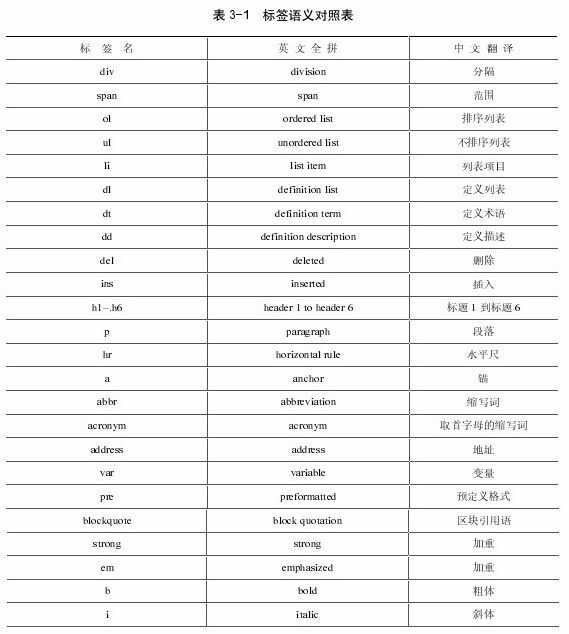 表 3-1 标签语义对照表
标 签 名 英 文 全 拼 中 文 翻 译
div division 分隔
span span 范围
ol ordered list 排序列表
ul unordered list 不排序列表
li list item 列表项目
dl definition list 定义列表
dt definition term 定义术语
dd definition description 定义描述
del deleted 删除
ins inserted 插入
h1~h6 header 1 to header 6 标题 1 到标题 6
p paragraph 段落
hr horizontal rule 水平尺
a anchor 锚
abbr abbreviation 缩写词
acronym acronym 取首字母的缩写词
address address 地址
var variable 变量
pre preformatted 预定义格式
blockquote block quotation 区块引用语
strong strong 加重
em emphasized 加重
b bold 粗体
i italic 斜体